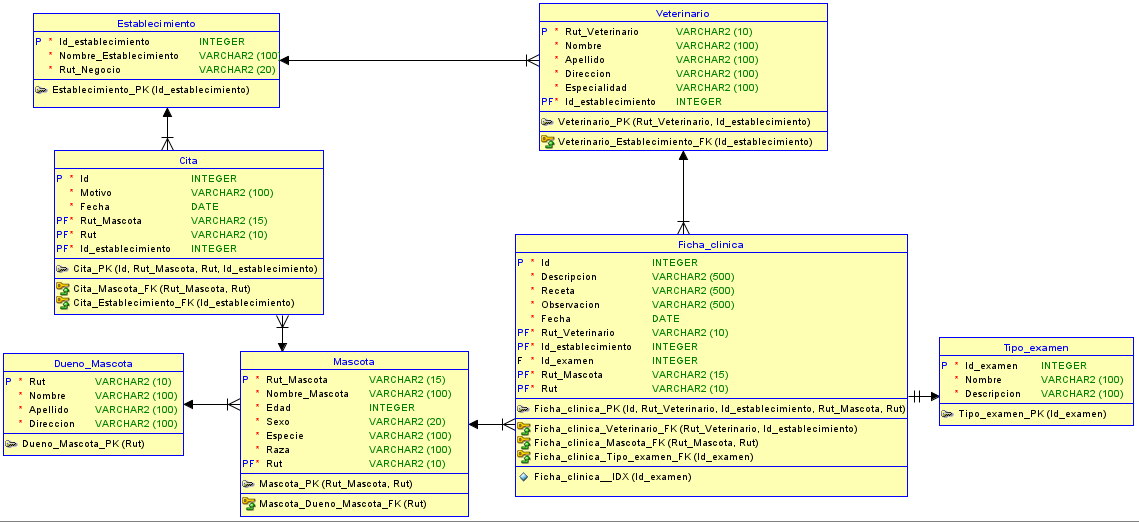 Establecimiento
P * Id_establecimiento INTEGER
* Nombre_Establecimiento VARCHAR2 (100
* Rut_Negocio VARCHAR2 (20)
Establecimiento_PK (Id_establecimiento)
Veterinario
P * Rut_Veterinario VARCHAR2 (10)
* Nombre VARCHAR2 (100)
* Apellido VARCHAR2 (100)
* Direccion VARCHAR2 (100)
* Especialidad VARCHAR2 (100)
PF* Id_establecimiento INTEGER
Veterinario_PK (Rut_Veterinario, Id_establecimiento)
Veterinario_Establecimiento_FK (Id_establecimiento)
Cita
P * Id INTEGER
* Motivo VARCHAR2 (100)
* Fecha DATE
PF* Rut_Mascota VARCHAR2 (15)
PF* Rut VARCHAR2 (10)
PF* Id_establecimiento INTEGER
Cita_PK (Id, Rut_Mascota, Rut, Id_establecimiento)
Cita_Mascota_FK (Rut_Mascota, Rut)
Cita_Establecimiento_FK (Id_establecimiento)
Ficha_clinica
P * Id INTEGER
* Descripcion VARCHAR2 (500)
* Receta VARCHAR2 (500)
* Observacion VARCHAR2 (500)
* Fecha DATE
PF* Rut_Veterinario VARCHAR2 (10)
PF* Id_establecimiento INTEGER
F * Id_examen INTEGER
PF* Rut_Mascota VARCHAR2 (15)
PF* Rut VARCHAR2 (10)
Ficha_clinica_PK (Id, Rut_Veterinario, Id_establecimiento, Rut_Mascota, Rut)
Ficha_clinica_Veterinario_FK (Rut_Veterinario, Id_establecimiento)
Ficha_clinica_Mascota_FK (Rut_Mascota, Rut)
Ficha_clinica_Tipo_examen_FK (Id_examen)
Ficha_clinica__IDX (Id_examen)
Tipo_examen
P * Id_examen INTEGER
* Nombre VARCHAR2 (100)
* Descripcion VARCHAR2 (100)
Tipo_examen_PK (Id_examen)
Dueno_Mascota
P * Rut VARCHAR2 (10)
* Nombre VARCHAR2 (100)
* Apellido VARCHAR2 (100)
* Direccion VARCHAR2 (100)
Dueno_Mascota_PK (Rut)
Mascota
P * Rut_Mascota VARCHAR2 (15)
* Nombre_Mascota VARCHAR2 (100)
* Edad INTEGER
* Sexo VARCHAR2 (20)
* Especie VARCHAR2 (100)
* Raza VARCHAR2 (100)
PF* Rut VARCHAR2 (10)
Mascota_PK (Rut_Mascota, Rut)
Mascota_Dueno_Mascota_FK (Rut)